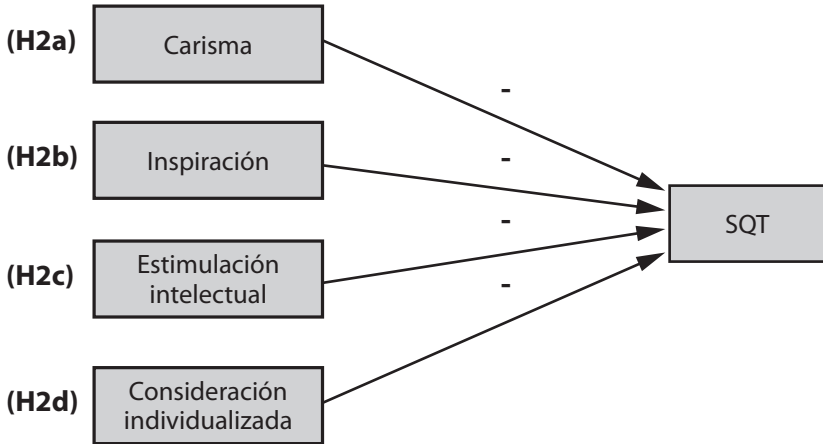 (H2a)
Carisma
-
(H2b)
Inspiración
-
SQT
-
(H2c)
Estimulación
intelectual
-
(H2d)
Consideración
individualizada